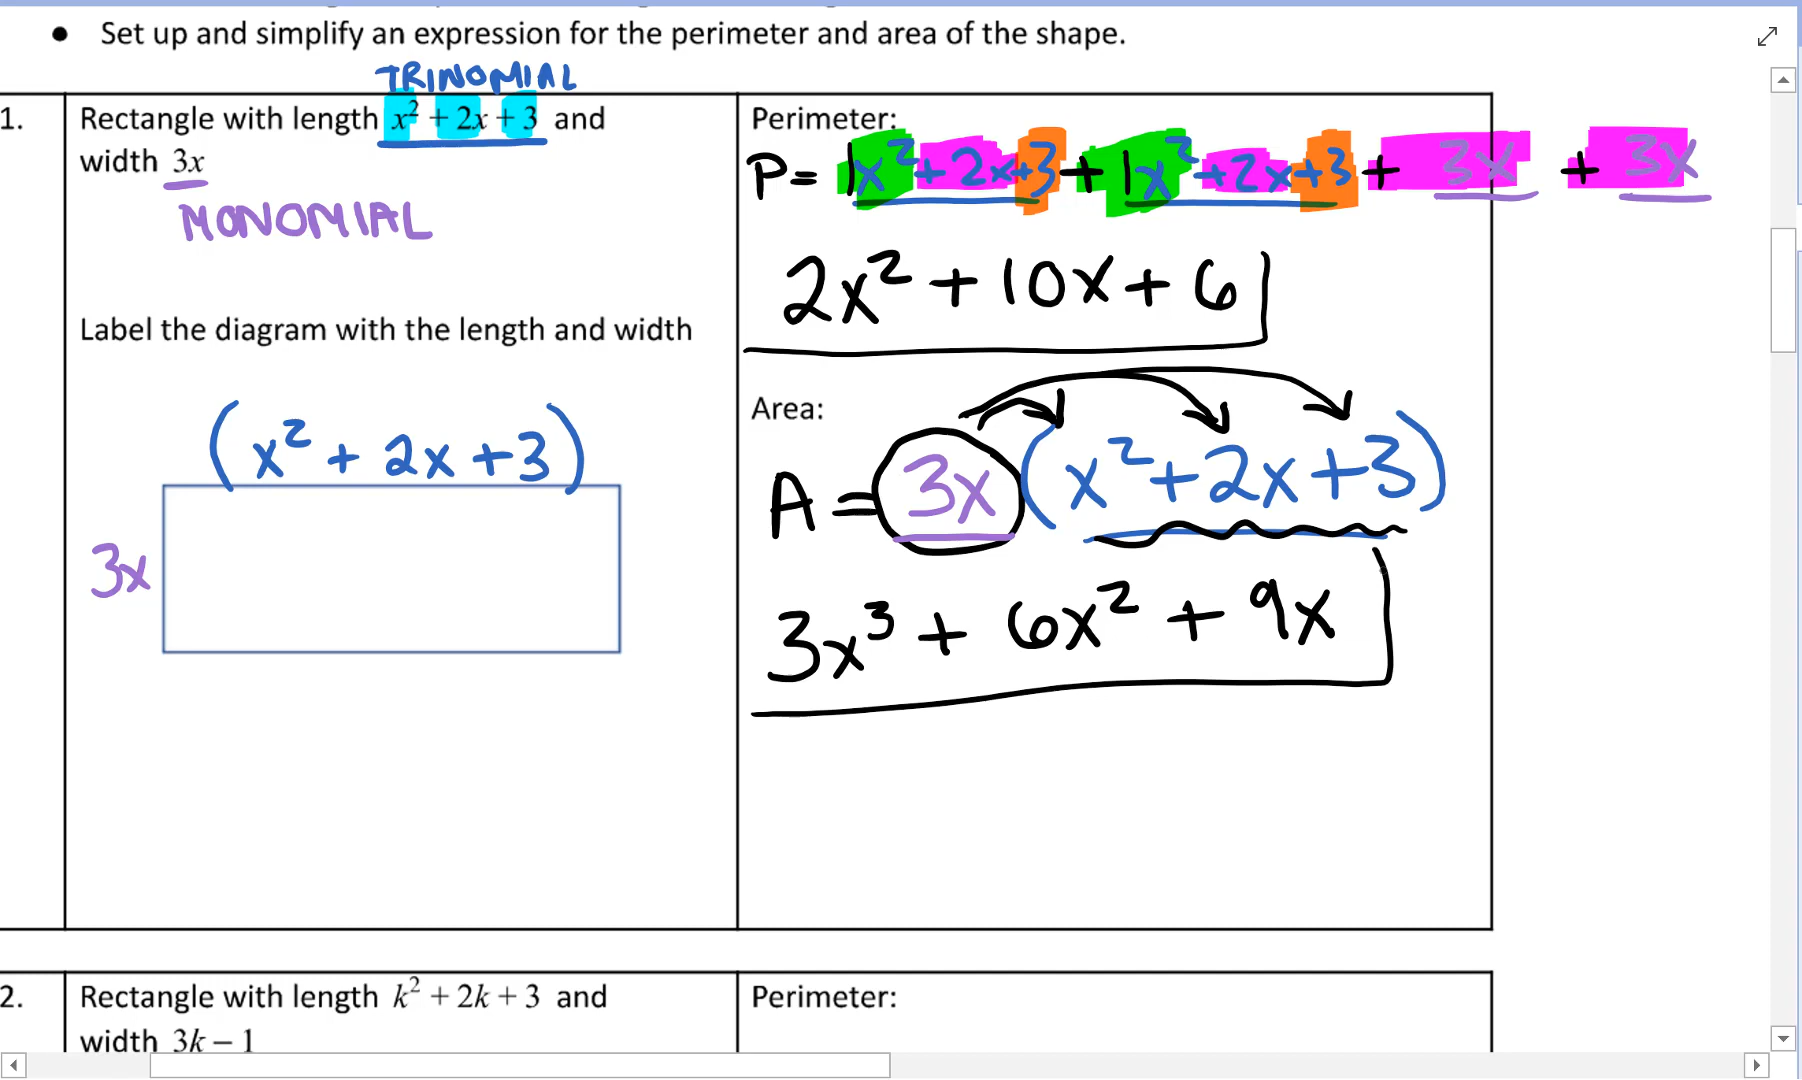 • Set up and simplify an expression for the perimeter and area of the shape.
TRINOMIAL
1.
Rectangle with length x² + 2x + 3 and
width 3x
MONOMIAL
Label the diagram with the length and width
(x² + 2x + 3)
3x
Perimeter:
P = 1x² + 2x + 3 + 1x² + 2x + 3 + 3x + 3x
2x² + 10x + 6
Area:
A = 3x (x² + 2x + 3)
3x³ + 6x² + 9x
2.
Rectangle with length k² + 2k + 3 and
width 3k − 1
Perimeter: